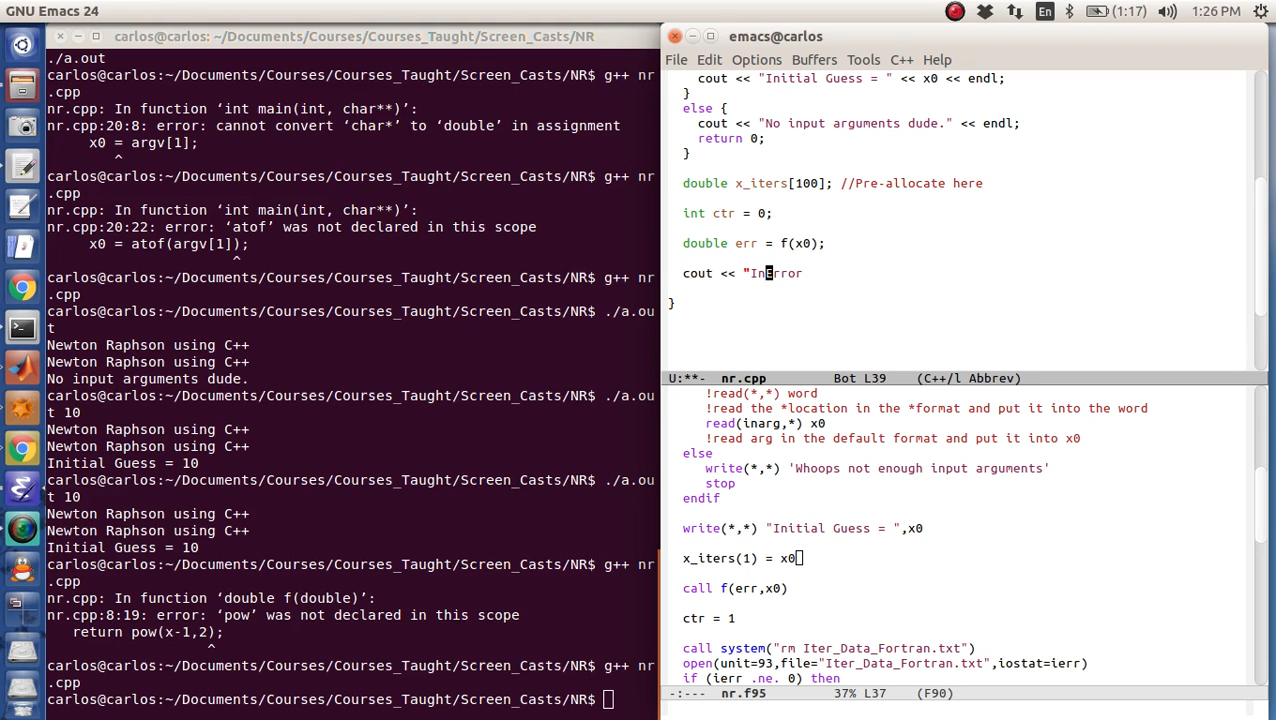 GNU Emacs 24
En
(1:17)
1:26 PM
carlos@carlos: ~/Documents/Courses/Courses_Taught/Screen_Casts/NR
./a.out
carlos@carlos:~/Documents/Courses/Courses_Taught/Screen_Casts/NR$ g++ nr
.cpp
nr.cpp: In function ‘int main(int, char**)’:
nr.cpp:20:8: error: cannot convert ‘char*’ to ‘double’ in assignment
x0 = argv[1];
^
carlos@carlos:~/Documents/Courses/Courses_Taught/Screen_Casts/NR$ g++ nr
.cpp
nr.cpp: In function ‘int main(int, char**)’:
nr.cpp:20:22: error: ‘atof’ was not declared in this scope
x0 = atof(argv[1]);
^
carlos@carlos:~/Documents/Courses/Courses_Taught/Screen_Casts/NR$ g++ nr
.cpp
carlos@carlos:~/Documents/Courses/Courses_Taught/Screen_Casts/NR$ ./a.ou
t
Newton Raphson using C++
Newton Raphson using C++
No input arguments dude.
carlos@carlos:~/Documents/Courses/Courses_Taught/Screen_Casts/NR$ ./a.ou
t 10
Newton Raphson using C++
Newton Raphson using C++
Initial Guess = 10
carlos@carlos:~/Documents/Courses/Courses_Taught/Screen_Casts/NR$ ./a.ou
t 10
Newton Raphson using C++
Newton Raphson using C++
Initial Guess = 10
carlos@carlos:~/Documents/Courses/Courses_Taught/Screen_Casts/NR$ g++ nr
.cpp
nr.cpp: In function ‘double f(double)’:
nr.cpp:8:19: error: ‘pow’ was not declared in this scope
return pow(x-1,2);
^
carlos@carlos:~/Documents/Courses/Courses_Taught/Screen_Casts/NR$ g++ nr
.cpp
carlos@carlos:~/Documents/Courses/Courses_Taught/Screen_Casts/NR$
emacs@carlos
File Edit Options Buffers Tools C++ Help
cout << "Initial Guess = " << x0 << endl;
}
else {
cout << "No input arguments dude." << endl;
return 0;
}
double x_iters[100]; //Pre-allocate here
int ctr = 0;
double err = f(x0);
cout << "InError
}
U:**- nr.cpp Bot L39 (C++/l Abbrev)
!read(*,*) word
!read the *location in the *format and put it into the word
read(inarg,*) x0
!read arg in the default format and put it into x0
else
write(*,*) 'Whoops not enough input arguments'
stop
endif
write(*,*) "Initial Guess = ",x0
x_iters(1) = x0
call f(err,x0)
ctr = 1
call system("rm Iter_Data_Fortran.txt")
open(unit=93,file="Iter_Data_Fortran.txt",iostat=ierr)
if (ierr .ne. 0) then
-:--- nr.f95 37% L37 (F90)